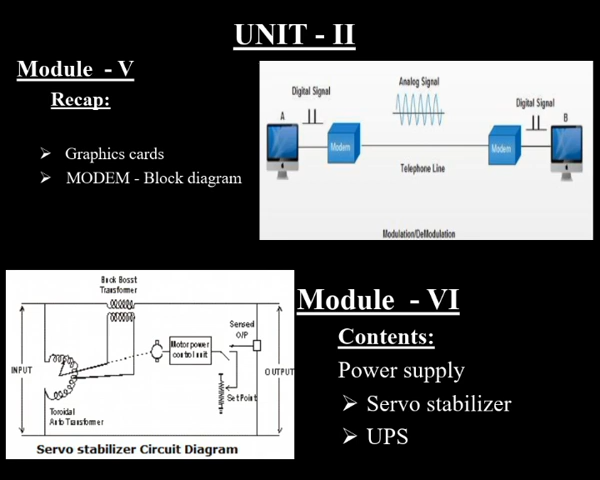 UNIT - II
Module - V
Recap:
➢ Graphics cards
➢ MODEM - Block diagram
Analog Signal
Digital Signal
Digital Signal
A
B
Modem
Modem
Telephone Line
Modulation/DeModulation
Buck Bosst
Transformer
Sensed
O/P
Motor power
control unit
INPUT
OUTPUT
Set Point
Toroidal
Auto Transformer
Servo stabilizer Circuit Diagram
Module - VI
Contents:
Power supply
➢ Servo stabilizer
➢ UPS